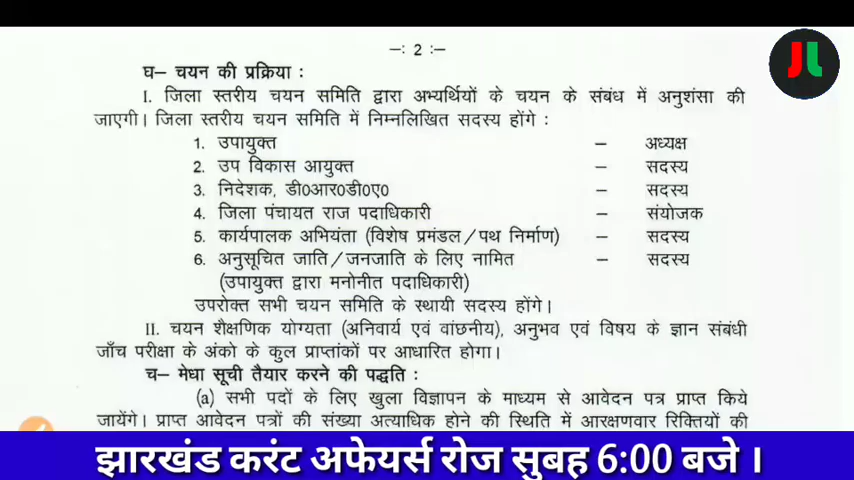 –: 2 :–
JL
घ– चयन की प्रक्रिया :
I. जिला स्तरीय चयन समिति द्वारा अभ्यर्थियों के चयन के संबंध में अनुशंसा की
जाएगी। जिला स्तरीय चयन समिति में निम्नलिखित सदस्य होंगे :
1. उपायुक्त – अध्यक्ष
2. उप विकास आयुक्त – सदस्य
3. निदेशक, डी0आर0डी0ए0 – सदस्य
4. जिला पंचायत राज पदाधिकारी – संयोजक
5. कार्यपालक अभियंता (विशेष प्रमंडल/पथ निर्माण) – सदस्य
6. अनुसूचित जाति/जनजाति के लिए नामित – सदस्य
(उपायुक्त द्वारा मनोनीत पदाधिकारी)
उपरोक्त सभी चयन समिति के स्थायी सदस्य होंगे।
II. चयन शैक्षणिक योग्यता (अनिवार्य एवं वांछनीय), अनुभव एवं विषय के ज्ञान संबंधी
जाँच परीक्षा के अंको के कुल प्राप्तांकों पर आधारित होगा।
च– मेधा सूची तैयार करने की पद्धति :
(a) सभी पदों के लिए खुला विज्ञापन के माध्यम से आवेदन पत्र प्राप्त किये
जायेंगे। प्राप्त आवेदन पत्रों की संख्या अत्याधिक होने की स्थिति में आरक्षणवार रिक्तियों की
झारखंड करंट अफेयर्स रोज सुबह 6:00 बजे ।